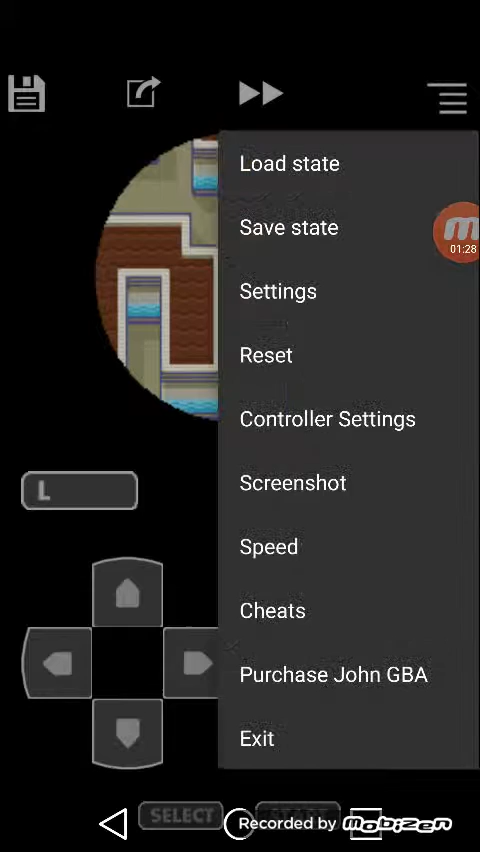 Load state
Save state
01:28
Settings
Reset
Controller Settings
L
Screenshot
Speed
Cheats
Purchase John GBA
Exit
SELECT
Recorded by Mobizen